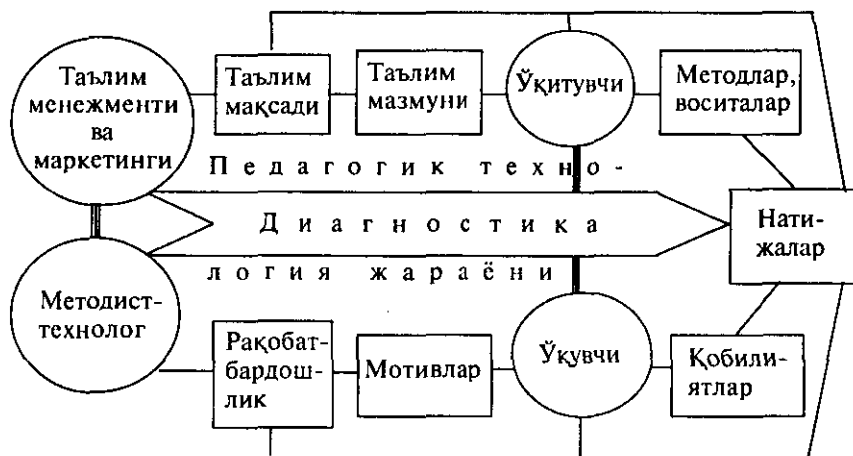 Таълим
менежменти
ва
маркетинги
Таълим
мақсади
Таълим
мазмуни
Ўқитувчи
Методлар,
воситалар
Педагогик техно-
Диагностика
Нати-
жалар
логия жараёни
Методист-
технолог
Рақобат-
бардош-
лик
Мотивлар
Ўқувчи
Қобили-
ятлар